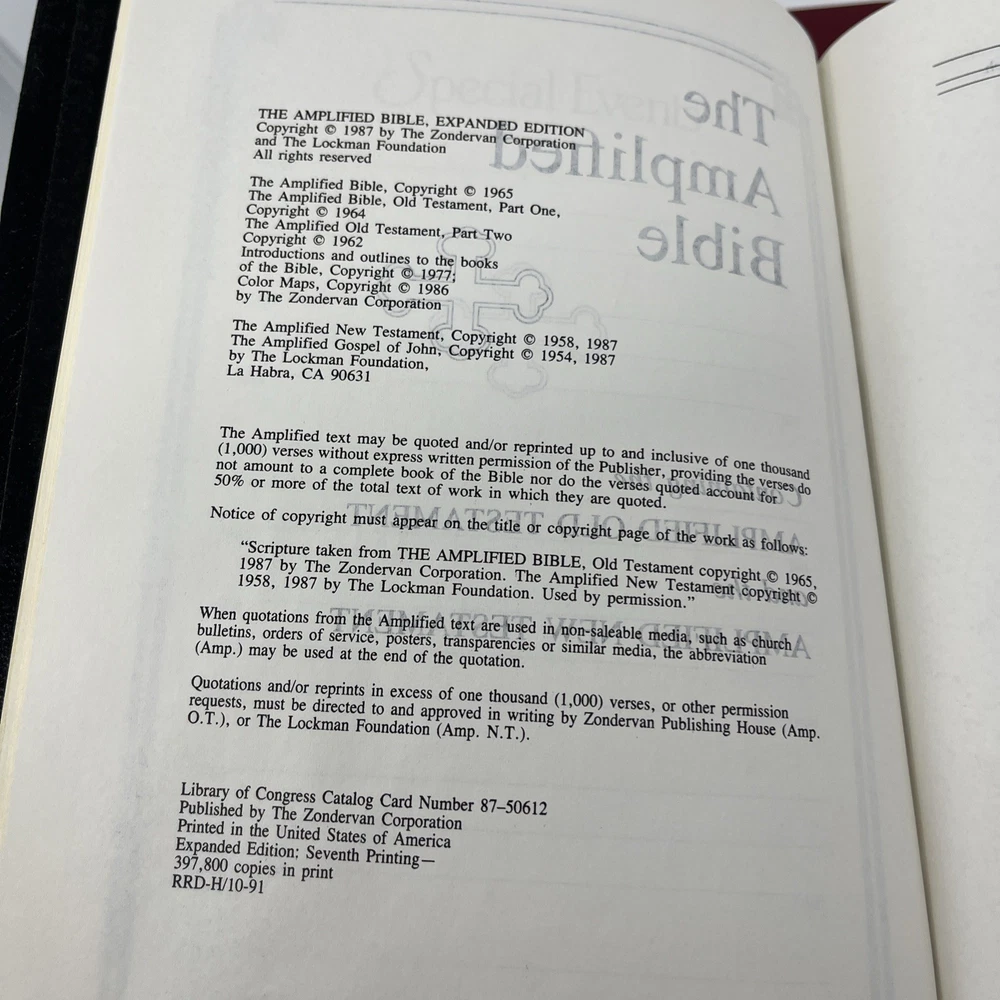 THE AMPLIFIED BIBLE, EXPANDED EDITION
Copyright © 1987 by The Zondervan Corporation
and The Lockman Foundation
All rights reserved
The Amplified Bible, Copyright © 1965
The Amplified Bible, Old Testament, Part One,
Copyright © 1964
The Amplified Old Testament, Part Two
Copyright © 1962
Introductions and outlines to the books
of the Bible, Copyright © 1977;
Color Maps, Copyright © 1986
by The Zondervan Corporation
The Amplified New Testament, Copyright © 1958, 1987
The Amplified Gospel of John, Copyright © 1954, 1987
by The Lockman Foundation,
La Habra, CA 90631
The Amplified text may be quoted and/or reprinted up to and inclusive of one thousand
(1,000) verses without express written permission of the Publisher, providing the verses do
not amount to a complete book of the Bible nor do the verses quoted account for
50% or more of the total text of work in which they are quoted.
Notice of copyright must appear on the title or copyright page of the work as follows:
“Scripture taken from THE AMPLIFIED BIBLE, Old Testament copyright © 1965,
1987 by The Zondervan Corporation. The Amplified New Testament copyright ©
1958, 1987 by The Lockman Foundation. Used by permission.”
When quotations from the Amplified text are used in non-saleable media, such as church
bulletins, orders of service, posters, transparencies or similar media, the abbreviation
(Amp.) may be used at the end of the quotation.
Quotations and/or reprints in excess of one thousand (1,000) verses, or other permission
requests, must be directed to and approved in writing by Zondervan Publishing House (Amp.
O.T.), or The Lockman Foundation (Amp. N.T.).
Library of Congress Catalog Card Number 87–50612
Published by The Zondervan Corporation
Printed in the United States of America
Expanded Edition; Seventh Printing—
397,800 copies in print
RRD-H/10-91
The
Amplified
Bible
Special Events
AMPLIFIED OLD TESTAMENT
and the
AMPLIFIED NEW TESTAMENT